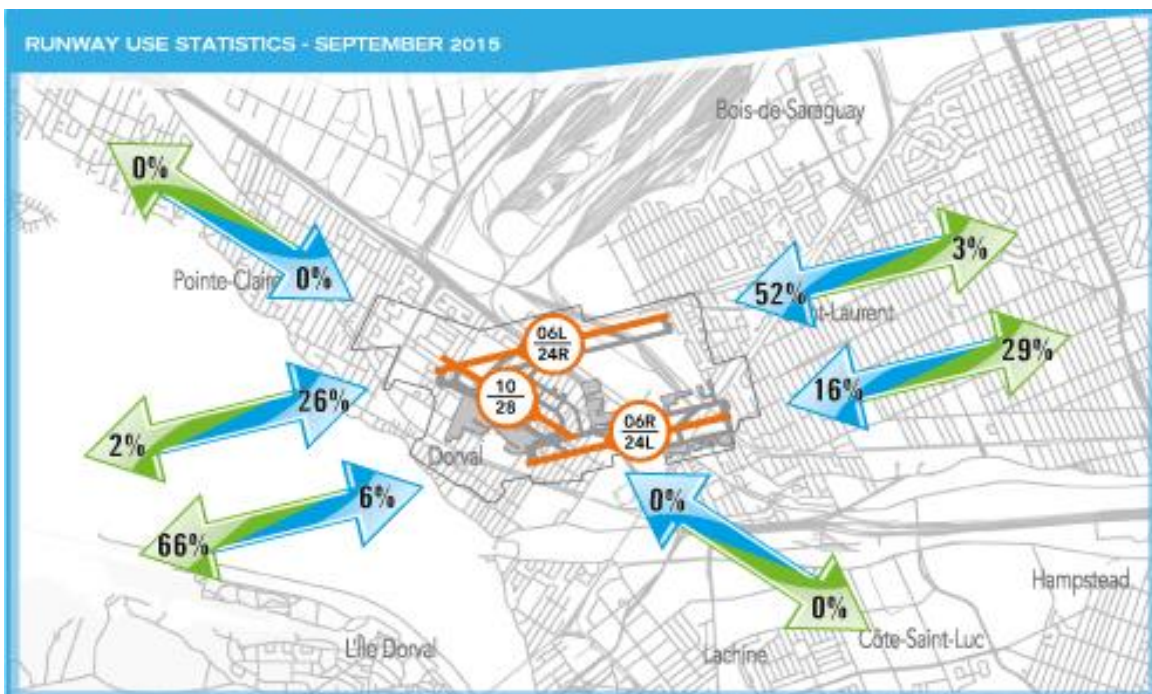 RUNWAY USE STATISTICS - SEPTEMBER 2015
Bois-de-Saraguay
0%
3%
Pointe-Claire
0%
52%
nt-Laurent
06L
24R
29%
26%
10
28
16%
06R
24L
2%
Dorval
6%
0%
66%
Hampstead
0%
L'Île Dorval
Lachine
Côte-Saint-Luc